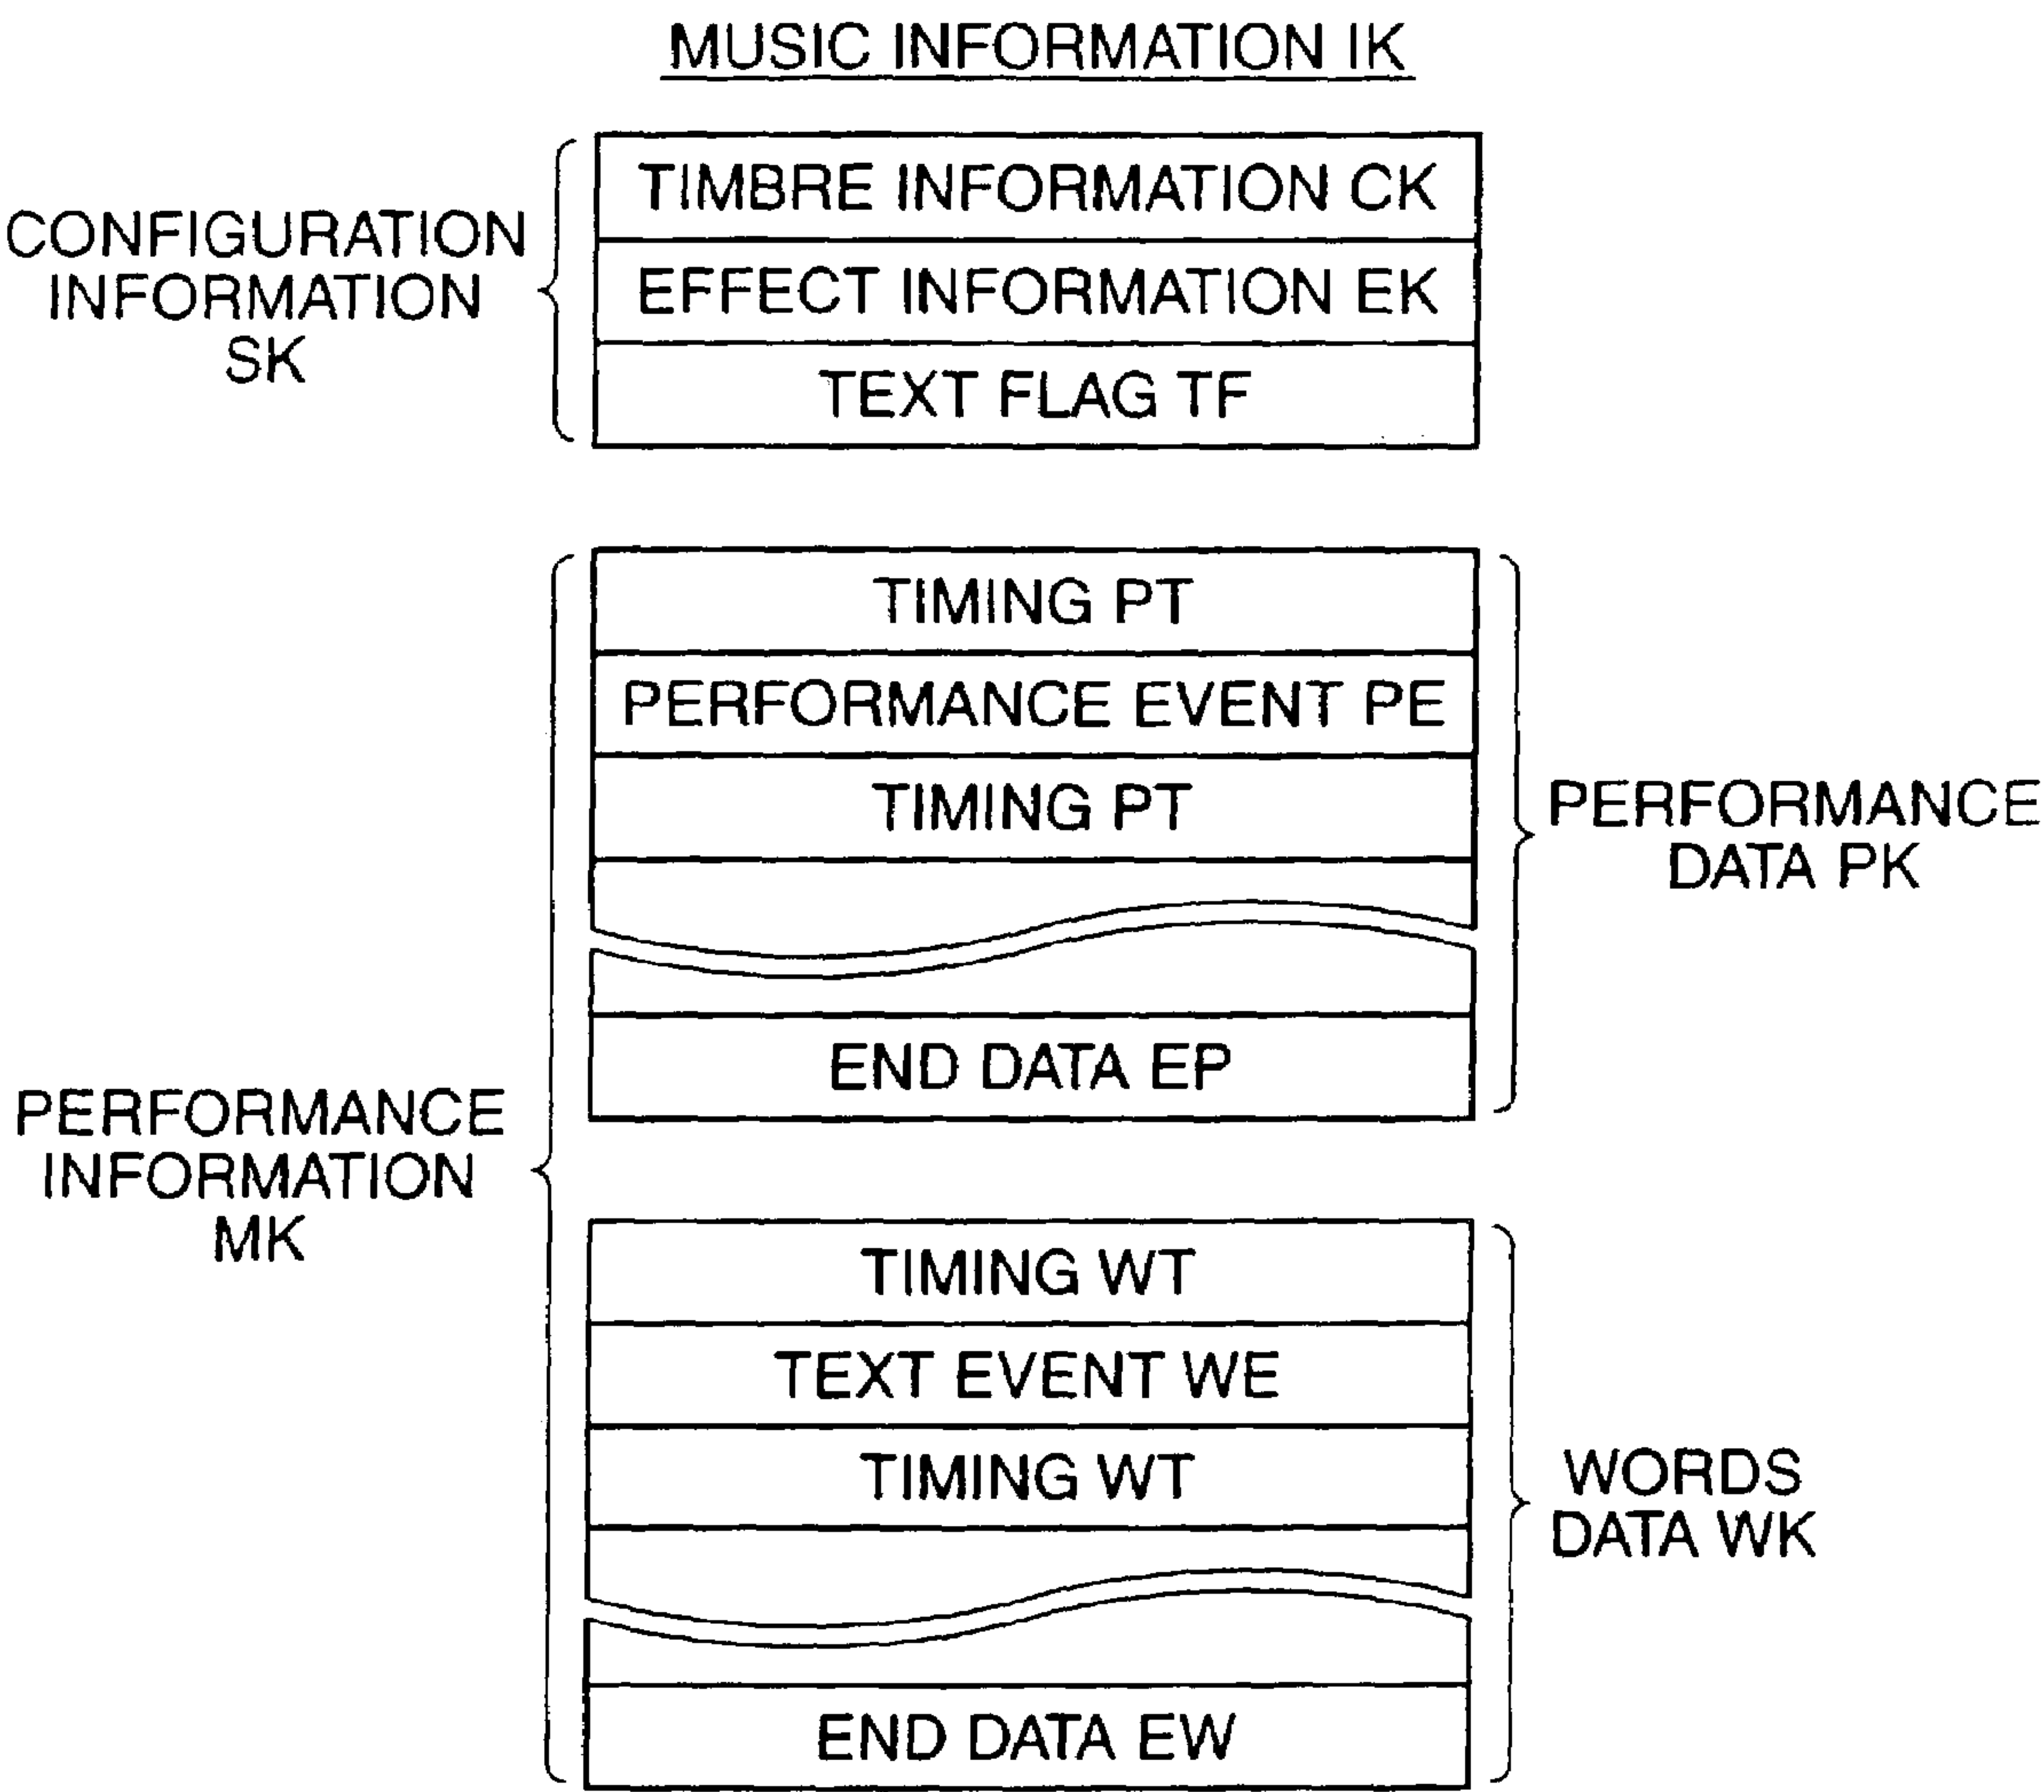 MUSIC INFORMATION IK
CONFIGURATION
INFORMATION
SK
TIMBRE INFORMATION CK
EFFECT INFORMATION EK
TEXT FLAG TF
PERFORMANCE
INFORMATION
MK
TIMING PT
PERFORMANCE EVENT PE
TIMING PT
END DATA EP
PERFORMANCE
DATA PK
TIMING WT
TEXT EVENT WE
TIMING WT
END DATA EW
WORDS
DATA WK